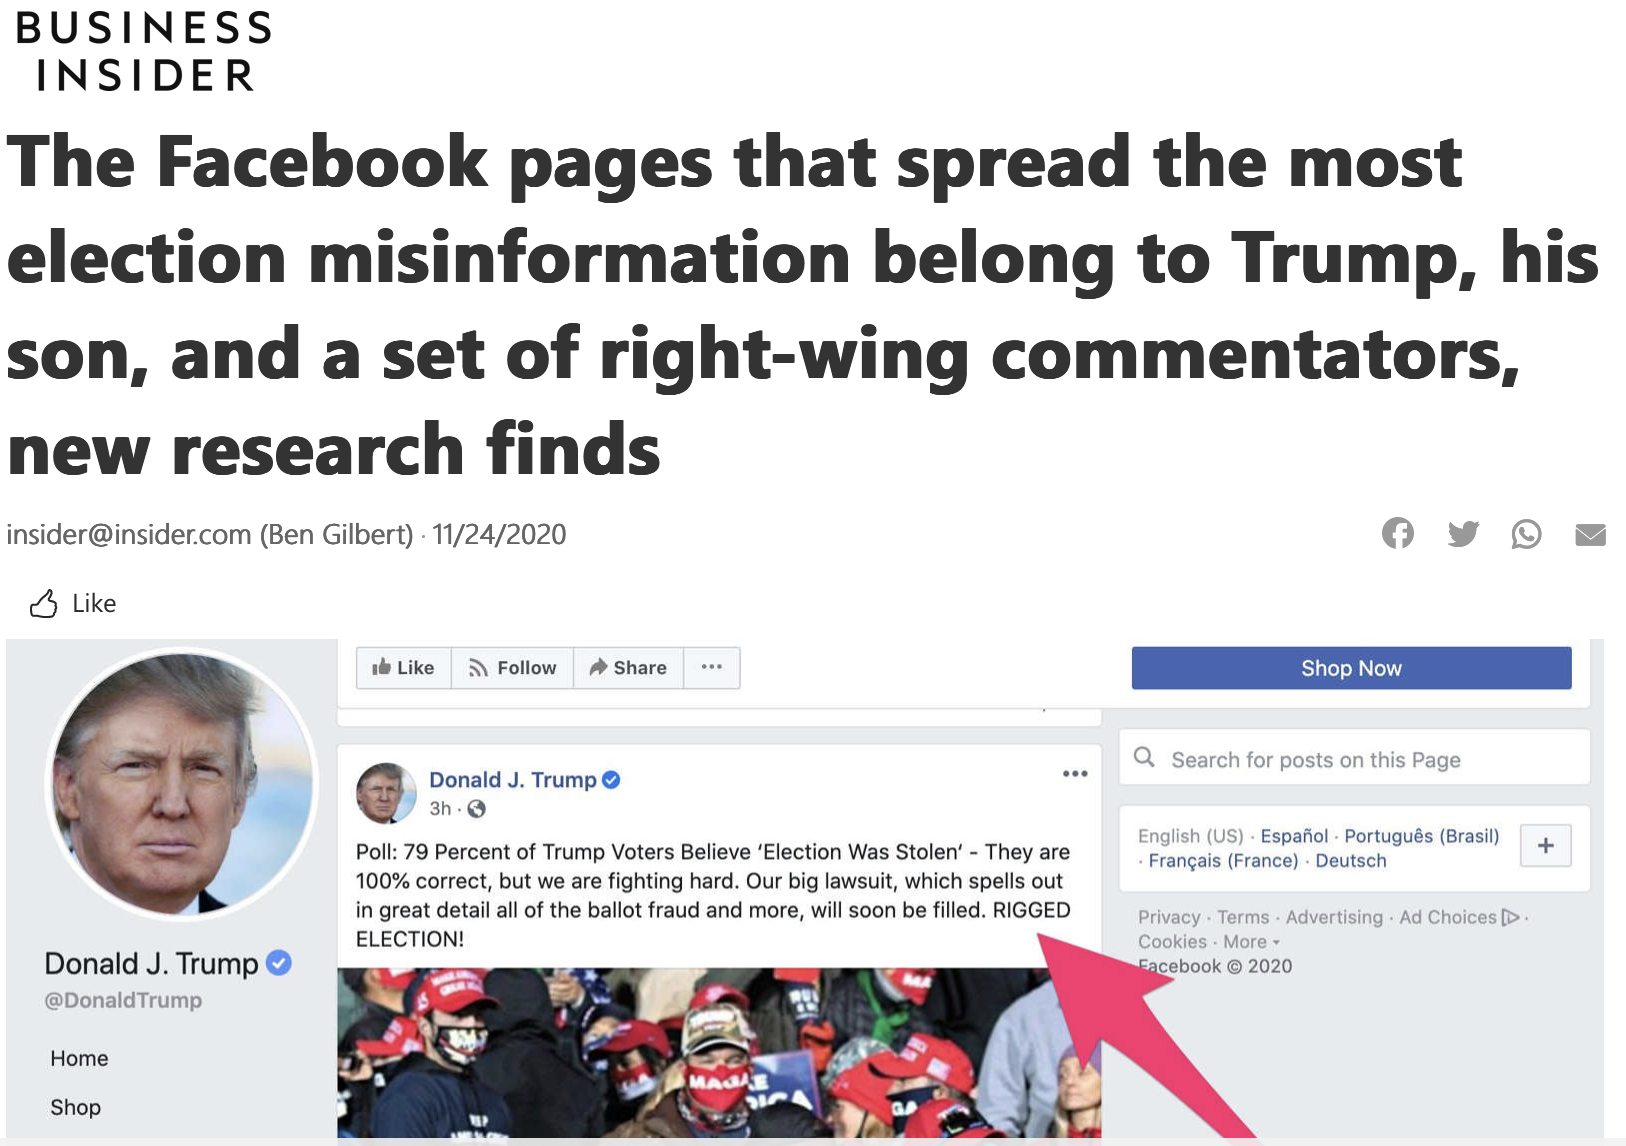 BUSINESS
INSIDER
The Facebook pages that spread the most
election misinformation belong to Trump, his
son, and a set of right-wing commentators,
new research finds
insider@insider.com (Ben Gilbert) · 11/24/2020
Like
Like
Follow
Share
Shop Now
Donald J. Trump
3h ·
Poll: 79 Percent of Trump Voters Believe ‘Election Was Stolen‘ - They are
100% correct, but we are fighting hard. Our big lawsuit, which spells out
in great detail all of the ballot fraud and more, will soon be filled. RIGGED
ELECTION!
Search for posts on this Page
English (US) · Español · Português (Brasil)
· Français (France) · Deutsch
+
Privacy · Terms · Advertising · Ad Choices ·
Cookies · More
Facebook © 2020
Donald J. Trump
@DonaldTrump
Home
Shop
MAGA